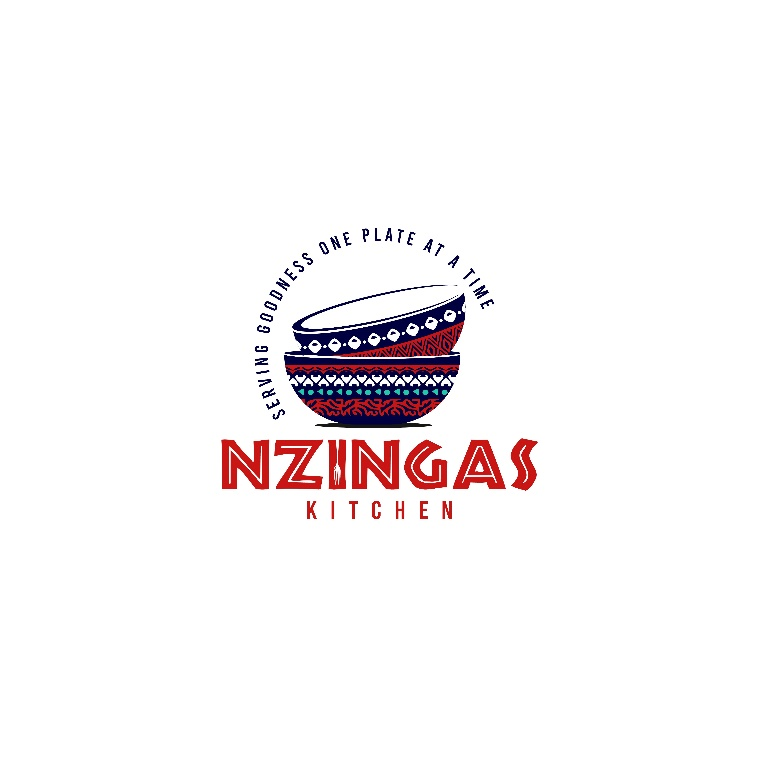 SERVING GOODNESS ONE PLATE AT A TIME
NZINGAS
KITCHEN